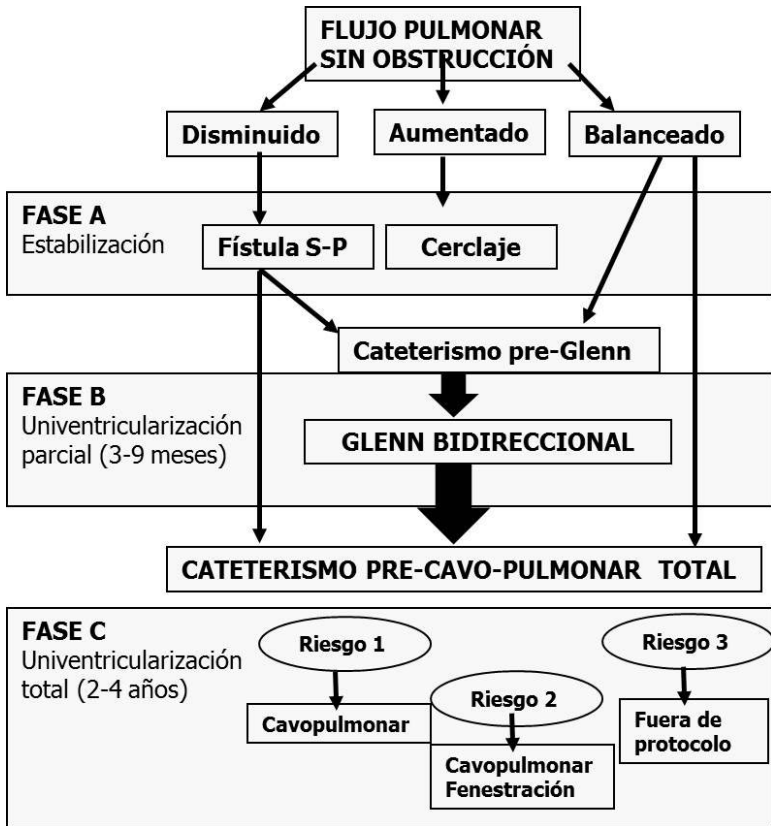 FLUJO PULMONAR
SIN OBSTRUCCIÓN
Disminuido
Aumentado
Balanceado
FASE A
Estabilización
Fístula S-P
Cerclaje
Cateterismo pre-Glenn
FASE B
Univentricularización
parcial (3-9 meses)
GLENN BIDIRECCIONAL
CATETERISMO PRE-CAVO-PULMONAR TOTAL
FASE C
Univentricularización
total (2-4 años)
Riesgo 1
Cavopulmonar
Riesgo 2
Cavopulmonar
Fenestración
Riesgo 3
Fuera de
protocolo